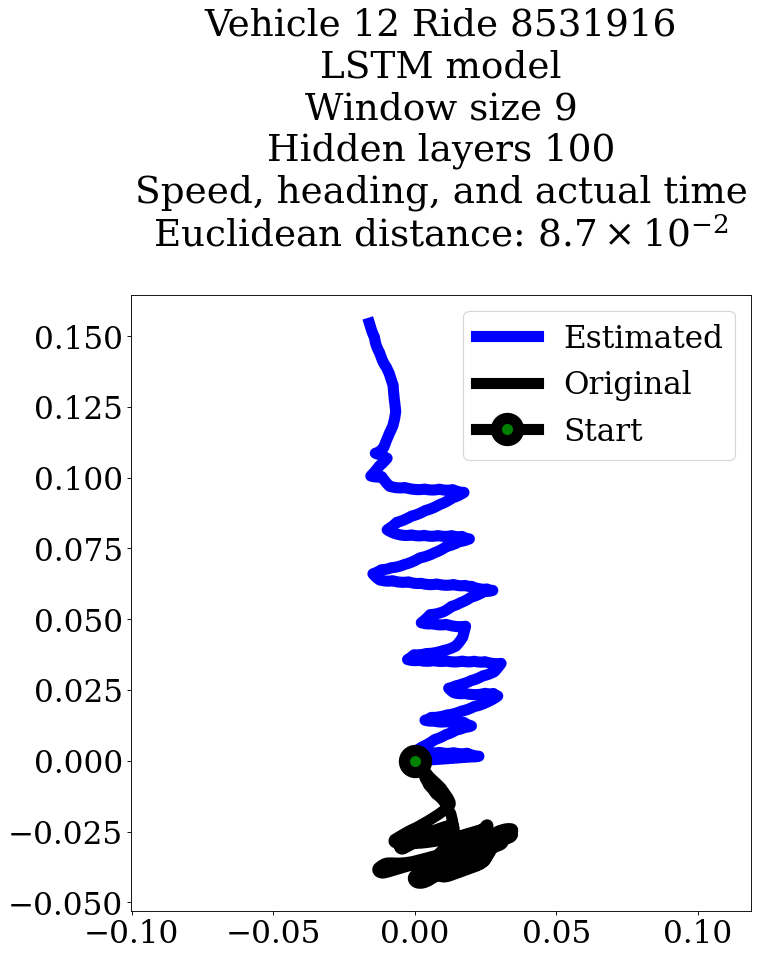 Vehicle 12 Ride 8531916
LSTM model
Window size 9
Hidden layers 100
Speed, heading, and actual time
Euclidean distance: 8.7 × 10⁻²
Estimated
Original
Start
0.150
0.125
0.100
0.075
0.050
0.025
0.000
−0.025
−0.050
−0.10 −0.05 0.00 0.05 0.10